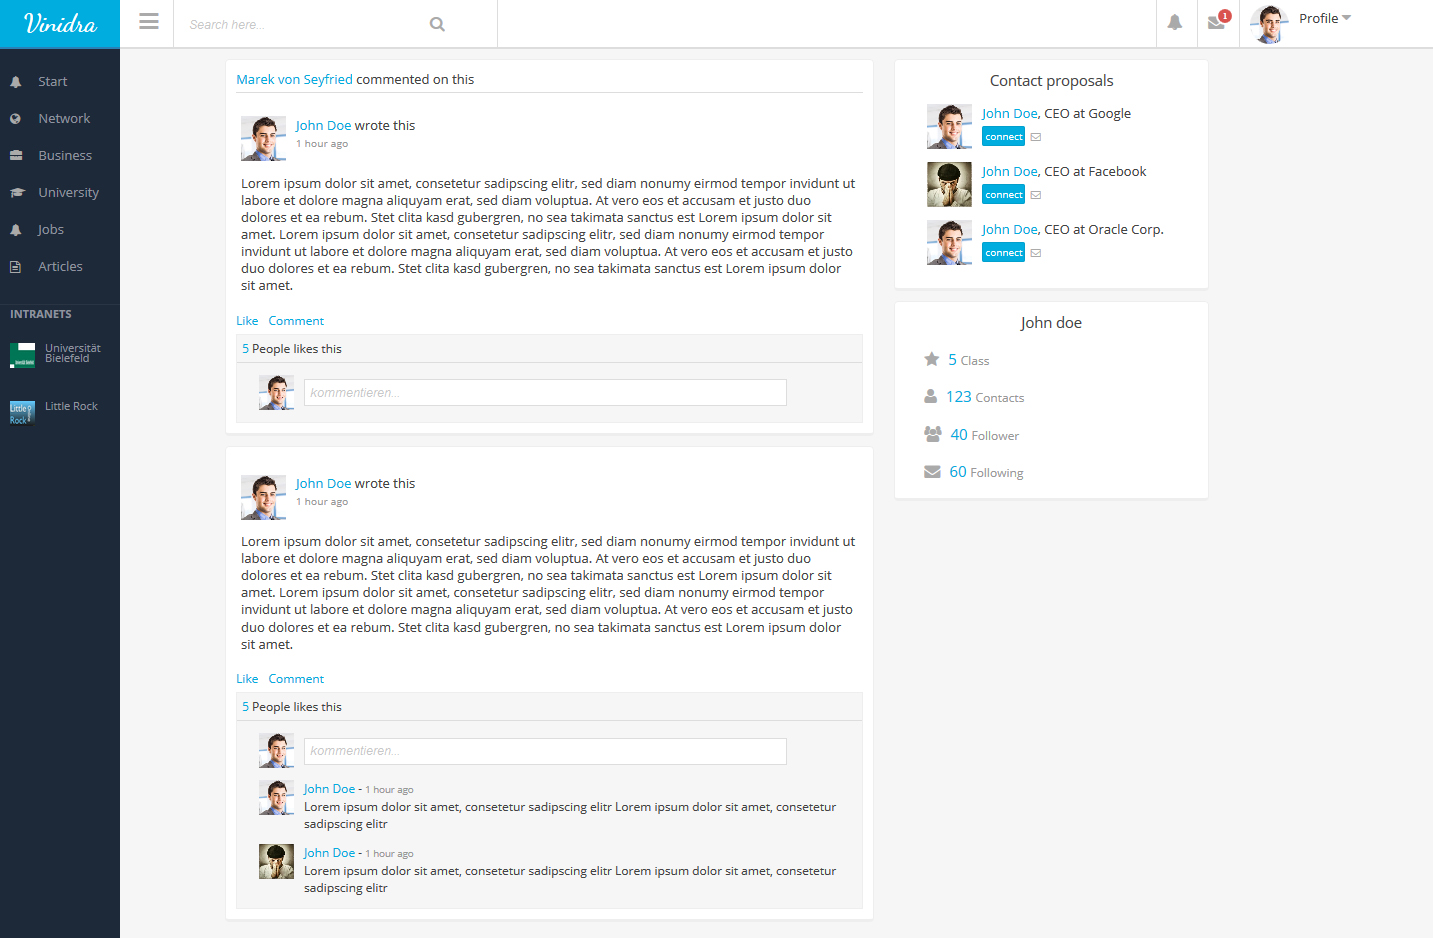 Vinidra
Search here...
1
Profile
Start
Network
Business
University
Jobs
Articles
INTRANETS
Universität
Bielefeld
Little Rock
Little
Rock
Marek von Seyfried commented on this
John Doe wrote this
1 hour ago
Lorem ipsum dolor sit amet, consetetur sadipscing elitr, sed diam nonumy eirmod tempor invidunt ut
labore et dolore magna aliquyam erat, sed diam voluptua. At vero eos et accusam et justo duo
dolores et ea rebum. Stet clita kasd gubergren, no sea takimata sanctus est Lorem ipsum dolor sit
amet. Lorem ipsum dolor sit amet, consetetur sadipscing elitr, sed diam nonumy eirmod tempor
invidunt ut labore et dolore magna aliquyam erat, sed diam voluptua. At vero eos et accusam et justo
duo dolores et ea rebum. Stet clita kasd gubergren, no sea takimata sanctus est Lorem ipsum dolor
sit amet.
Like Comment
5 People likes this
kommentieren...
John Doe wrote this
1 hour ago
Lorem ipsum dolor sit amet, consetetur sadipscing elitr, sed diam nonumy eirmod tempor invidunt ut
labore et dolore magna aliquyam erat, sed diam voluptua. At vero eos et accusam et justo duo
dolores et ea rebum. Stet clita kasd gubergren, no sea takimata sanctus est Lorem ipsum dolor sit
amet. Lorem ipsum dolor sit amet, consetetur sadipscing elitr, sed diam nonumy eirmod tempor
invidunt ut labore et dolore magna aliquyam erat, sed diam voluptua. At vero eos et accusam et justo
duo dolores et ea rebum. Stet clita kasd gubergren, no sea takimata sanctus est Lorem ipsum dolor
sit amet.
Like Comment
5 People likes this
kommentieren...
John Doe - 1 hour ago
Lorem ipsum dolor sit amet, consetetur sadipscing elitr Lorem ipsum dolor sit amet, consetetur
sadipscing elitr
John Doe - 1 hour ago
Lorem ipsum dolor sit amet, consetetur sadipscing elitr Lorem ipsum dolor sit amet, consetetur
sadipscing elitr
Contact proposals
John Doe, CEO at Google
connect
John Doe, CEO at Facebook
connect
John Doe, CEO at Oracle Corp.
connect
John doe
5 Class
123 Contacts
40 Follower
60 Following